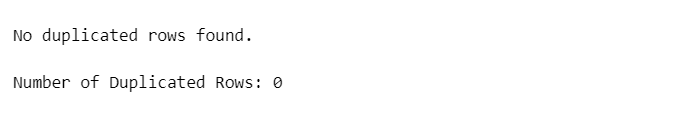 No duplicated rows found.
Number of Duplicated Rows: 0